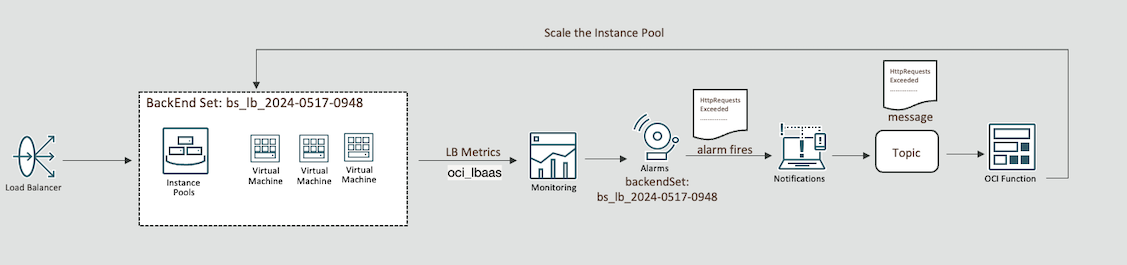 Scale the Instance Pool
BackEnd Set: bs_lb_2024-0517-0948
Load Balancer
Instance
Pools
Virtual
Machine
Virtual
Machine
Virtual
Machine
LB Metrics
oci_lbaas
Monitoring
Alarms
backendSet:
bs_lb_2024-0517-0948
HttpRequests
Exceeded
..............
alarm fires
Notifications
HttpRequests
Exceeded
..............
message
Topic
OCI Function